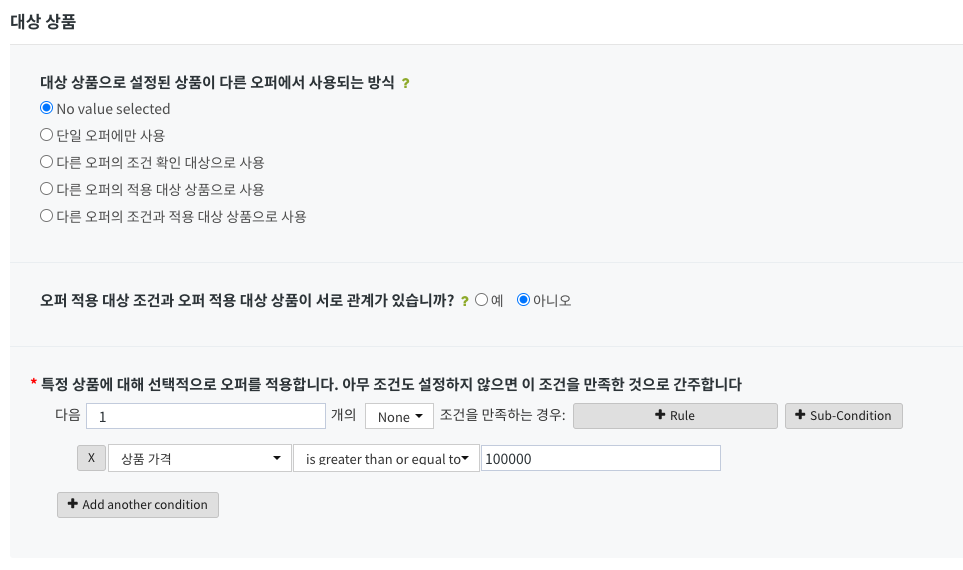 대상 상품
대상 상품으로 설정된 상품이 다른 오퍼에서 사용되는 방식 ?
No value selected
단일 오퍼에만 사용
다른 오퍼의 조건 확인 대상으로 사용
다른 오퍼의 적용 대상 상품으로 사용
다른 오퍼의 조건과 적용 대상 상품으로 사용
오퍼 적용 대상 조건과 오퍼 적용 대상 상품이 서로 관계가 있습니까? ? 예 아니오
* 특정 상품에 대해 선택적으로 오퍼를 적용합니다. 아무 조건도 설정하지 않으면 이 조건을 만족한 것으로 간주합니다
다음 1 개의 None 조건을 만족하는 경우: + Rule + Sub-Condition
X 상품 가격 is greater than or equal to 100000
+ Add another condition